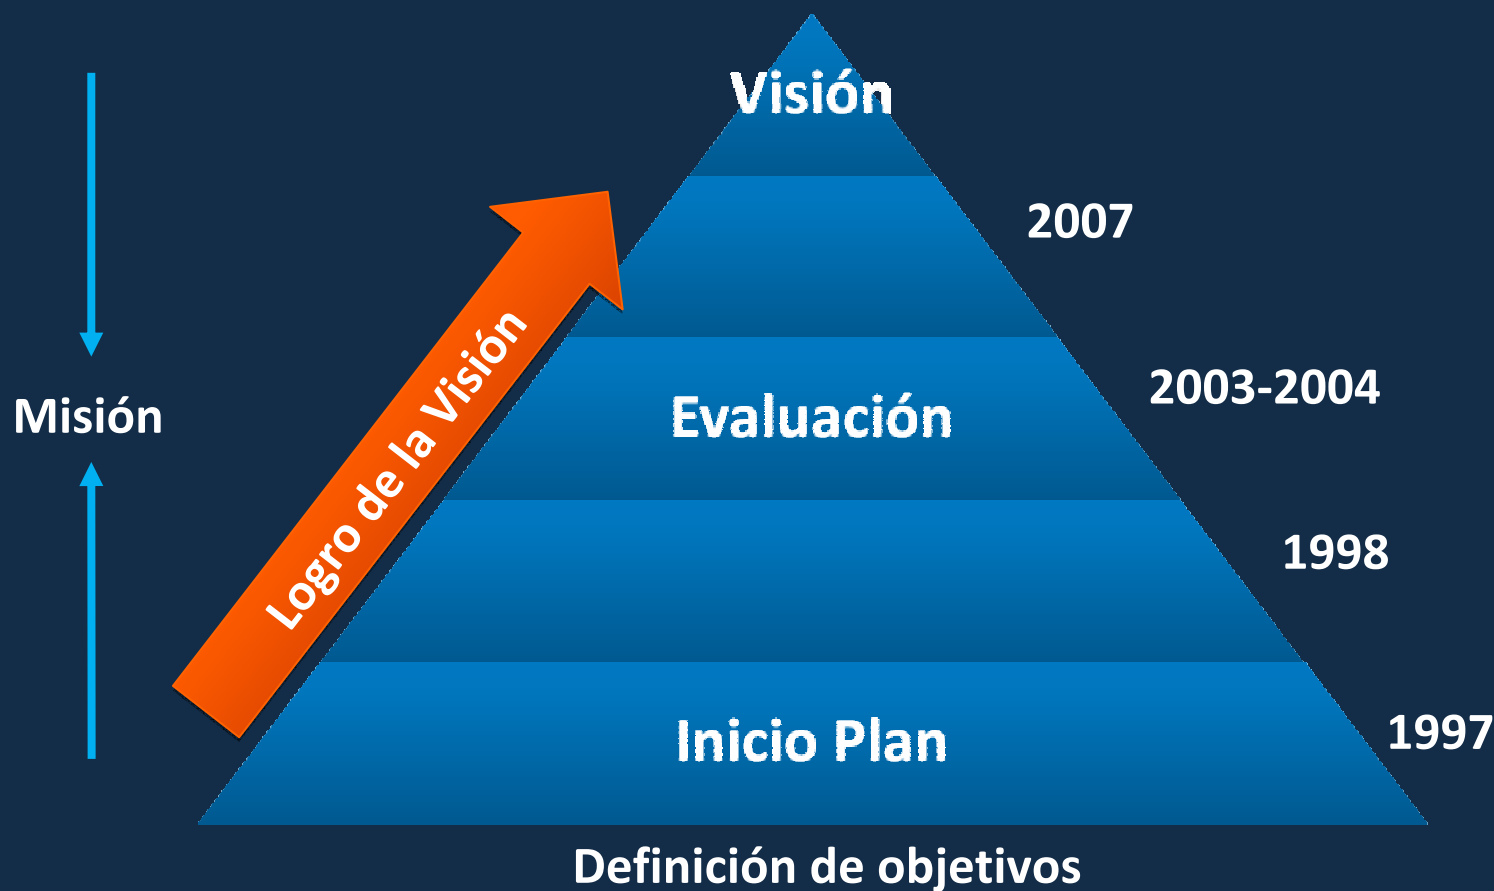 Visión
2007
2003-2004
Misión
Logro de la Visión
Evaluación
1998
Inicio Plan
1997
Definición de objetivos